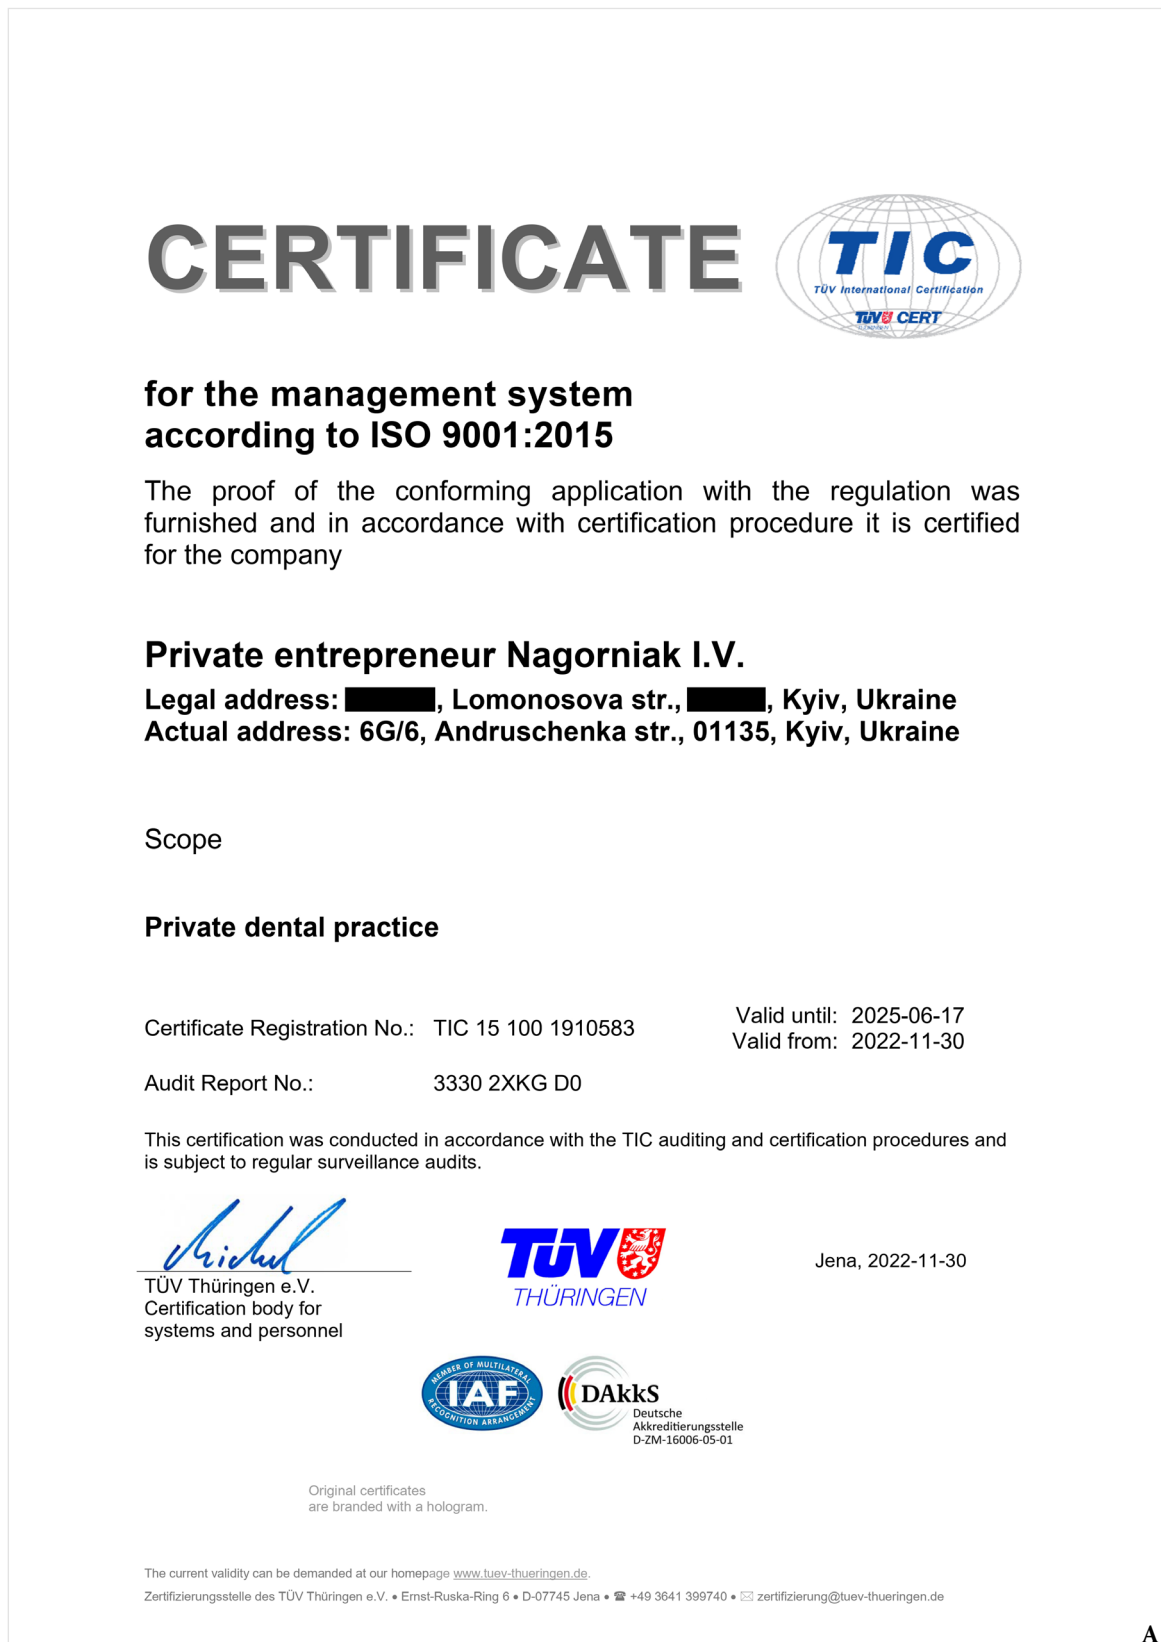 CERTIFICATE
TIC
TÜV International Certification
TÜV CERT
for the management system
according to ISO 9001:2015
The proof of the conforming application with the regulation was
furnished and in accordance with certification procedure it is certified
for the company
Private entrepreneur Nagorniak I.V.
Legal address: , Lomonosova str., , Kyiv, Ukraine
Actual address: 6G/6, Andruschenka str., 01135, Kyiv, Ukraine
Scope
Private dental practice
Certificate Registration No.: TIC 15 100 1910583
Valid until: 2025-06-17
Valid from: 2022-11-30
Audit Report No.: 3330 2XKG D0
This certification was conducted in accordance with the TIC auditing and certification procedures and
is subject to regular surveillance audits.
TÜV Thüringen e.V.
Certification body for
systems and personnel
TÜV
THÜRINGEN
Jena, 2022-11-30
MEMBER OF MULTILATERAL
IAF
RECOGNITION ARRANGEMENT
DAkkS
Deutsche
Akkreditierungsstelle
D-ZM-16006-05-01
Original certificates
are branded with a hologram.
The current validity can be demanded at our homepage www.tuev-thueringen.de.
Zertifizierungsstelle des TÜV Thüringen e.V. • Ernst-Ruska-Ring 6 • D-07745 Jena • ☎ +49 3641 399740 • ✉ zertifizierung@tuev-thueringen.de
A